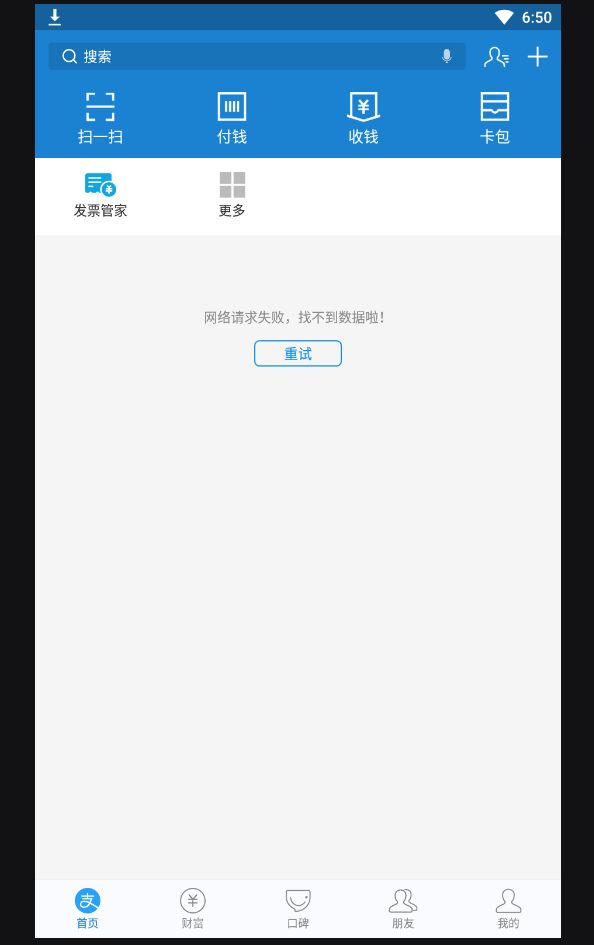 6:50
搜索
扫一扫 付钱 收钱 卡包
发票管家 更多
网络请求失败，找不到数据啦！
重试
首页 财富 口碑 朋友 我的